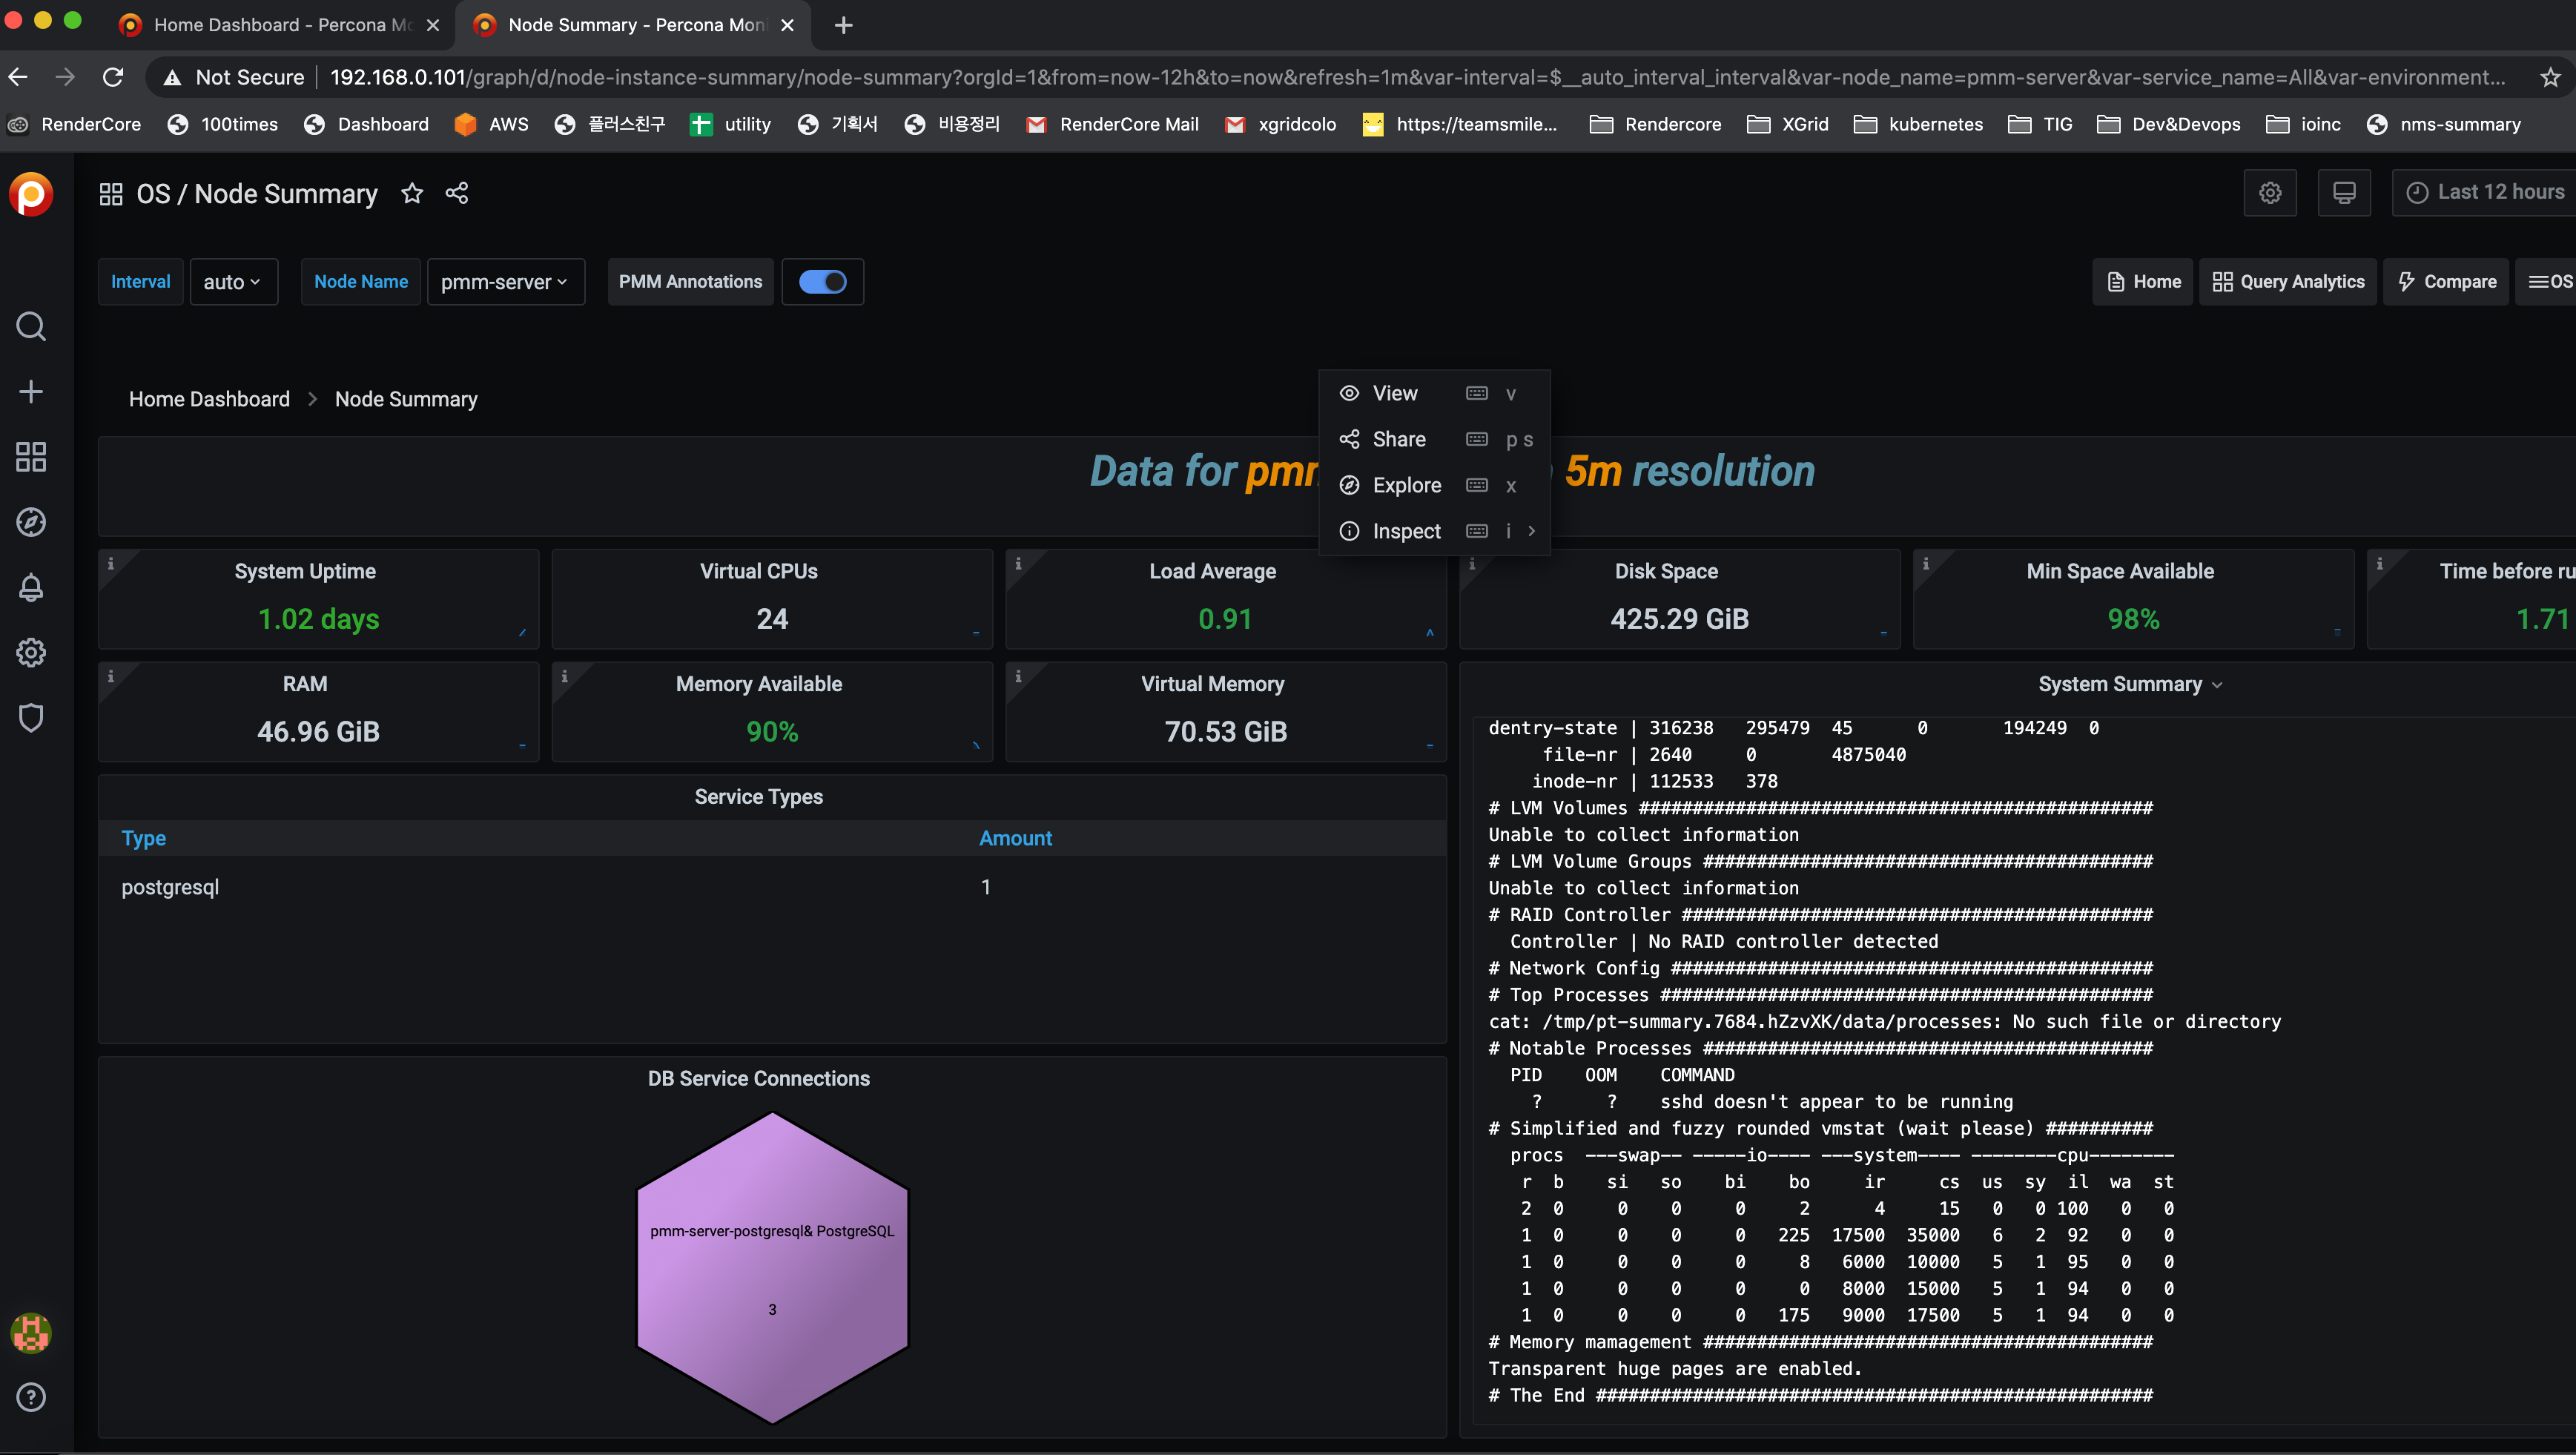 Home Dashboard - Percona Mo
Node Summary - Percona Moni
Not Secure 192.168.0.101/graph/d/node-instance-summary/node-summary?orgId=1&from=now-12h&to=now&refresh=1m&var-interval=$__auto_interval_interval&var-node_name=pmm-server&var-service_name=All&var-environment...
RenderCore 100times Dashboard AWS 플러스친구 utility 기획서 비용정리 RenderCore Mail xgridcolo https://teamsmile... Rendercore XGrid kubernetes TIG Dev&Devops ioinc nms-summary
OS / Node Summary
Last 12 hours
Interval auto Node Name pmm-server PMM Annotations
Home Query Analytics Compare OS
Home Dashboard > Node Summary
View v
Share p s
Explore x
Inspect i
Data for 5m resolution
System Uptime
1.02 days
Virtual CPUs
24
Load Average
0.91
Disk Space
425.29 GiB
Min Space Available
98%
Time before ru
1.71
RAM
46.96 GiB
Memory Available
90%
Virtual Memory
70.53 GiB
Service Types
Type Amount
postgresql 1
DB Service Connections
pmm-server-postgresql& PostgreSQL
3
System Summary
dentry-state | 316238 295479 45 0 194249 0
file-nr | 2640 0 4875040
inode-nr | 112533 378
# LVM Volumes ################################################
Unable to collect information
# LVM Volume Groups ##########################################
Unable to collect information
# RAID Controller ############################################
Controller | No RAID controller detected
# Network Config #############################################
# Top Processes ##############################################
cat: /tmp/pt-summary.7684.hZzvXK/data/processes: No such file or directory
# Notable Processes ##########################################
PID OOM COMMAND
? ? sshd doesn't appear to be running
# Simplified and fuzzy rounded vmstat (wait please) ##########
procs ---swap-- -----io---- ---system---- --------cpu--------
r b si so bi bo ir cs us sy il wa st
2 0 0 0 0 2 4 15 0 0 100 0 0
1 0 0 0 0 225 17500 35000 6 2 92 0 0
1 0 0 0 0 8 6000 10000 5 1 95 0 0
1 0 0 0 0 0 8000 15000 5 1 94 0 0
1 0 0 0 0 175 9000 17500 5 1 94 0 0
# Memory mamagement ##########################################
Transparent huge pages are enabled.
# The End ####################################################